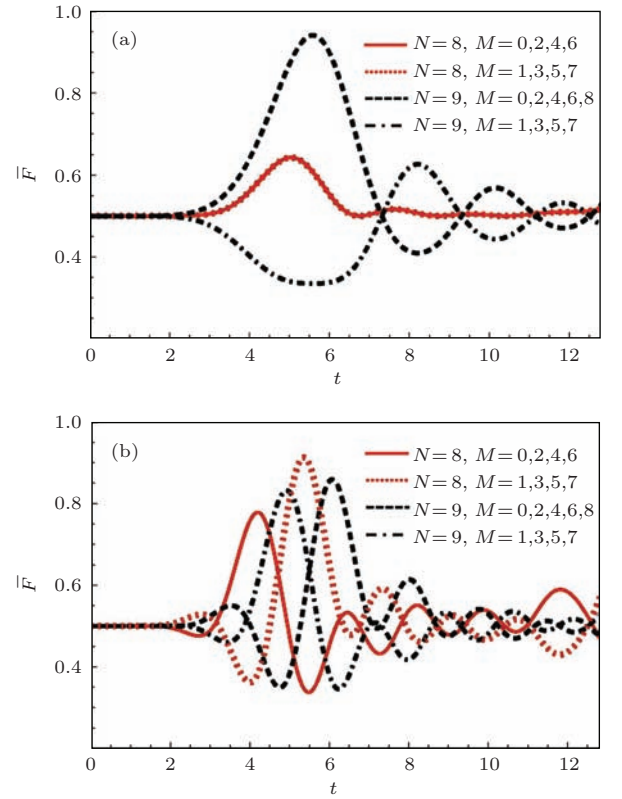 1.0
(a)
N=8, M=0,2,4,6
N=8, M=1,3,5,7
N=9, M=0,2,4,6,8
N=9, M=1,3,5,7
0.8
F̅
0.6
0.4
0 2 4 6 8 10 12
t
1.0
(b)
N=8, M=0,2,4,6
N=8, M=1,3,5,7
N=9, M=0,2,4,6,8
N=9, M=1,3,5,7
0.8
F̅
0.6
0.4
0 2 4 6 8 10 12
t